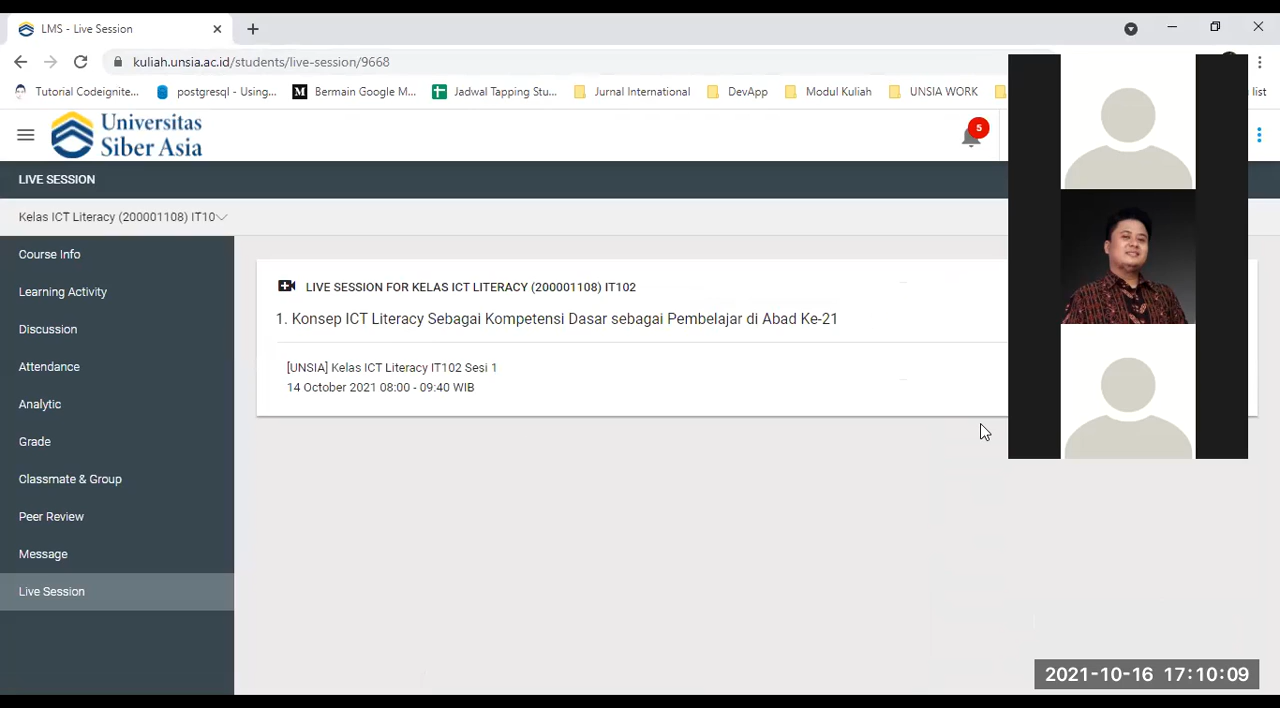 LMS - Live Session
kuliah.unsia.ac.id/students/live-session/9668
Tutorial Codeignite... postgresql - Using... Bermain Google M... Jadwal Tapping Stu... Jurnal International DevApp Modul Kuliah UNSIA WORK list
Universitas
Siber Asia
5
LIVE SESSION
Kelas ICT Literacy (200001108) IT10
Course Info
Learning Activity
Discussion
Attendance
Analytic
Grade
Classmate & Group
Peer Review
Message
Live Session
LIVE SESSION FOR KELAS ICT LITERACY (200001108) IT102
1. Konsep ICT Literacy Sebagai Kompetensi Dasar sebagai Pembelajar di Abad Ke-21
[UNSIA] Kelas ICT Literacy IT102 Sesi 1
14 October 2021 08:00 - 09:40 WIB
2021-10-16 17:10:09